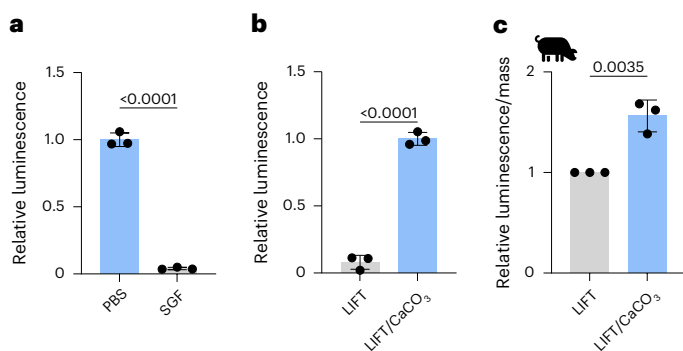 a
<0.0001
Relative luminescence
1.5
1.0
0.5
0
PBS
SGF
b
<0.0001
Relative luminescence
1.5
1.0
0.5
0
LIFT
LIFT/CaCO₃
c
0.0035
Relative luminescence/mass
2
1
0
LIFT
LIFT/CaCO₃